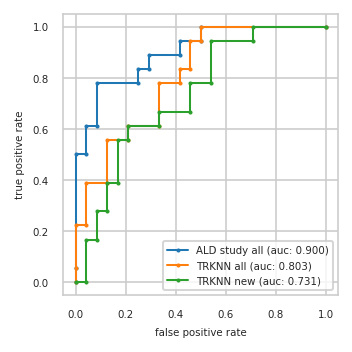 1.0
0.8
0.6
0.4
0.2
0.0
true positive rate
ALD study all (auc: 0.900)
TRKNN all (auc: 0.803)
TRKNN new (auc: 0.731)
0.0 0.2 0.4 0.6 0.8 1.0
false positive rate